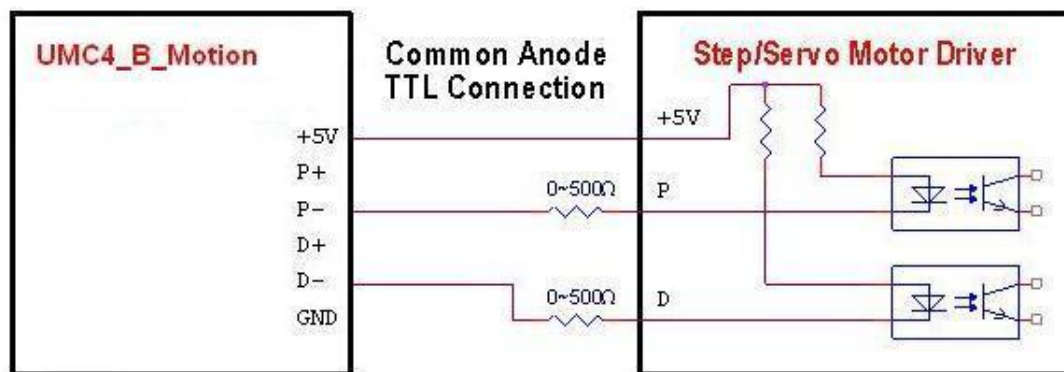 UMC4_B_Motion
Common Anode
TTL Connection
Step/Servo Motor Driver
+5V
P+
P-
D+
D-
GND
0~500Ω
0~500Ω
+5V
P
D